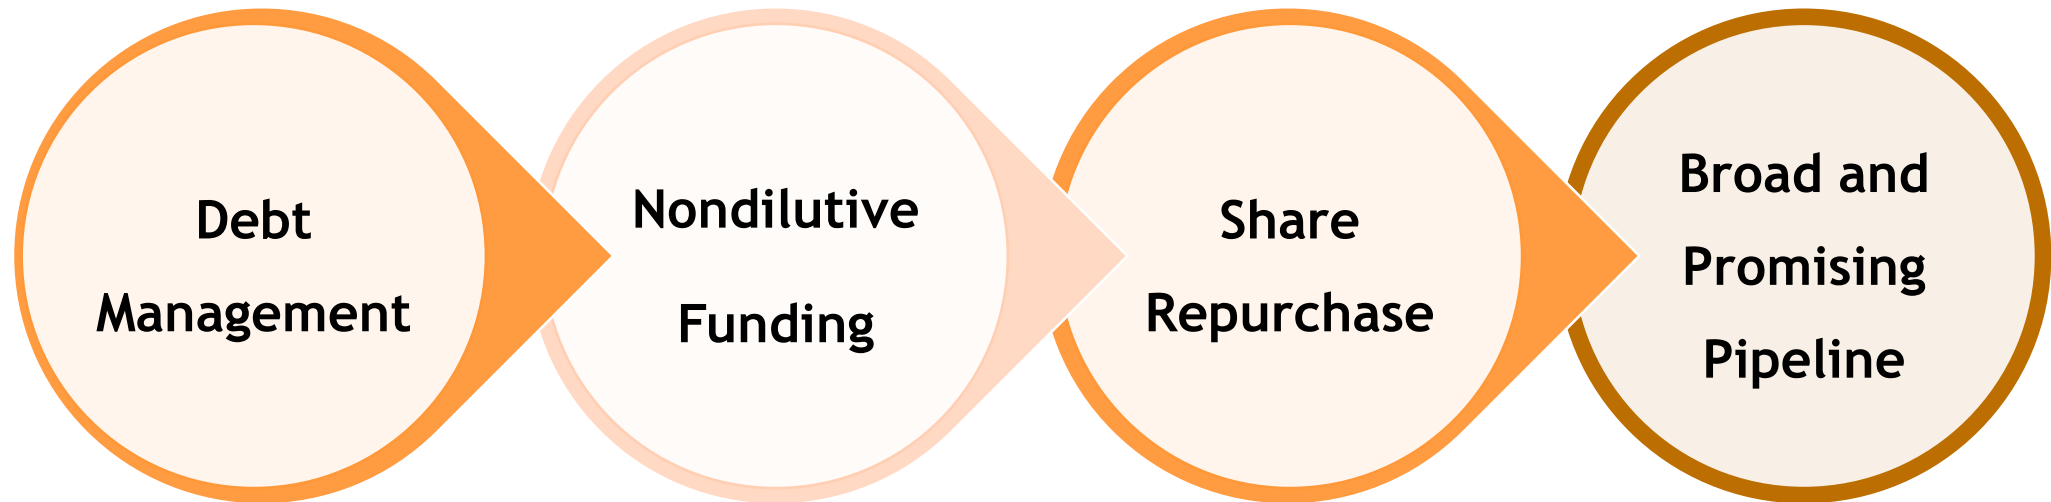 Debt
Management
Nondilutive
Funding
Share
Repurchase
Broad and
Promising
Pipeline